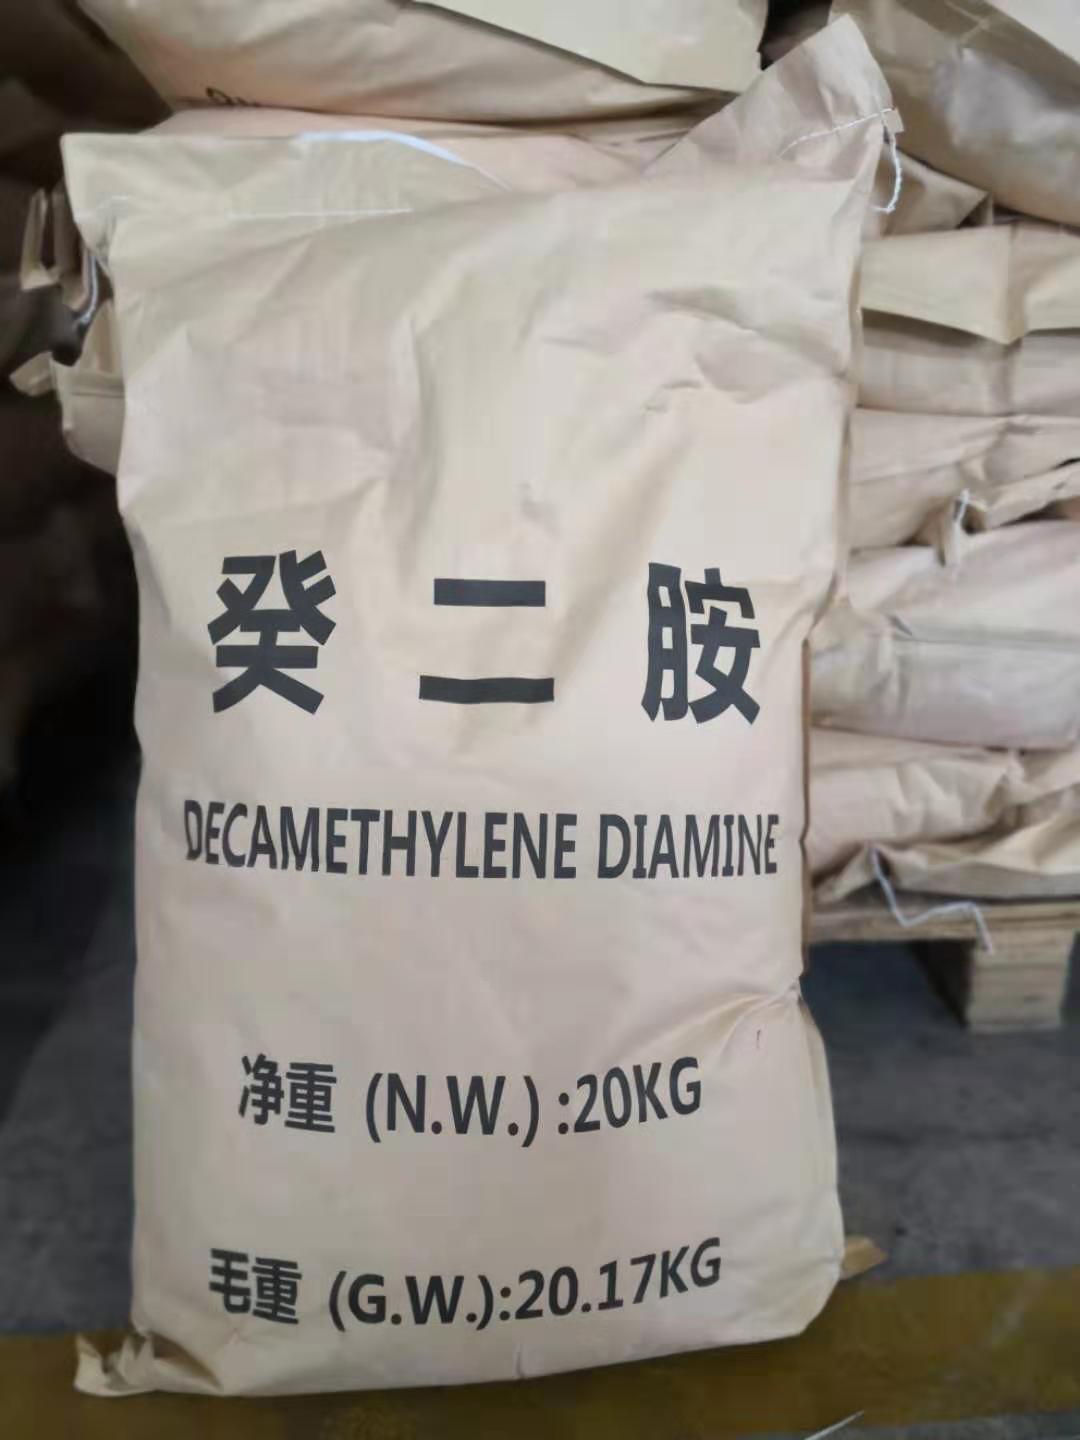 癸二胺
DECAMETHYLENE DIAMINE
净重 (N.W.) :20KG
毛重 (G.W.):20.17KG